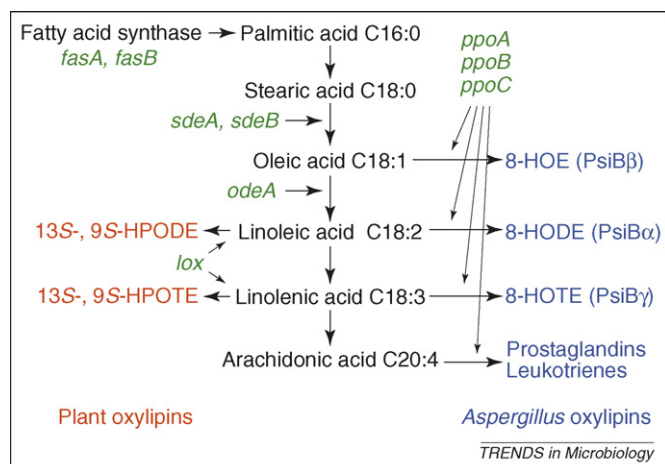 Fatty acid synthase
Palmitic acid C16:0
fasA, fasB
ppoA
ppoB
ppoC
Stearic acid C18:0
sdeA, sdeB
Oleic acid C18:1
8-HOE (PsiBβ)
odeA
13S-, 9S-HPODE
Linoleic acid C18:2
8-HODE (PsiBα)
lox
13S-, 9S-HPOTE
Linolenic acid C18:3
8-HOTE (PsiBγ)
Arachidonic acid C20:4
Prostaglandins
Leukotrienes
Plant oxylipins
Aspergillus oxylipins
TRENDS in Microbiology